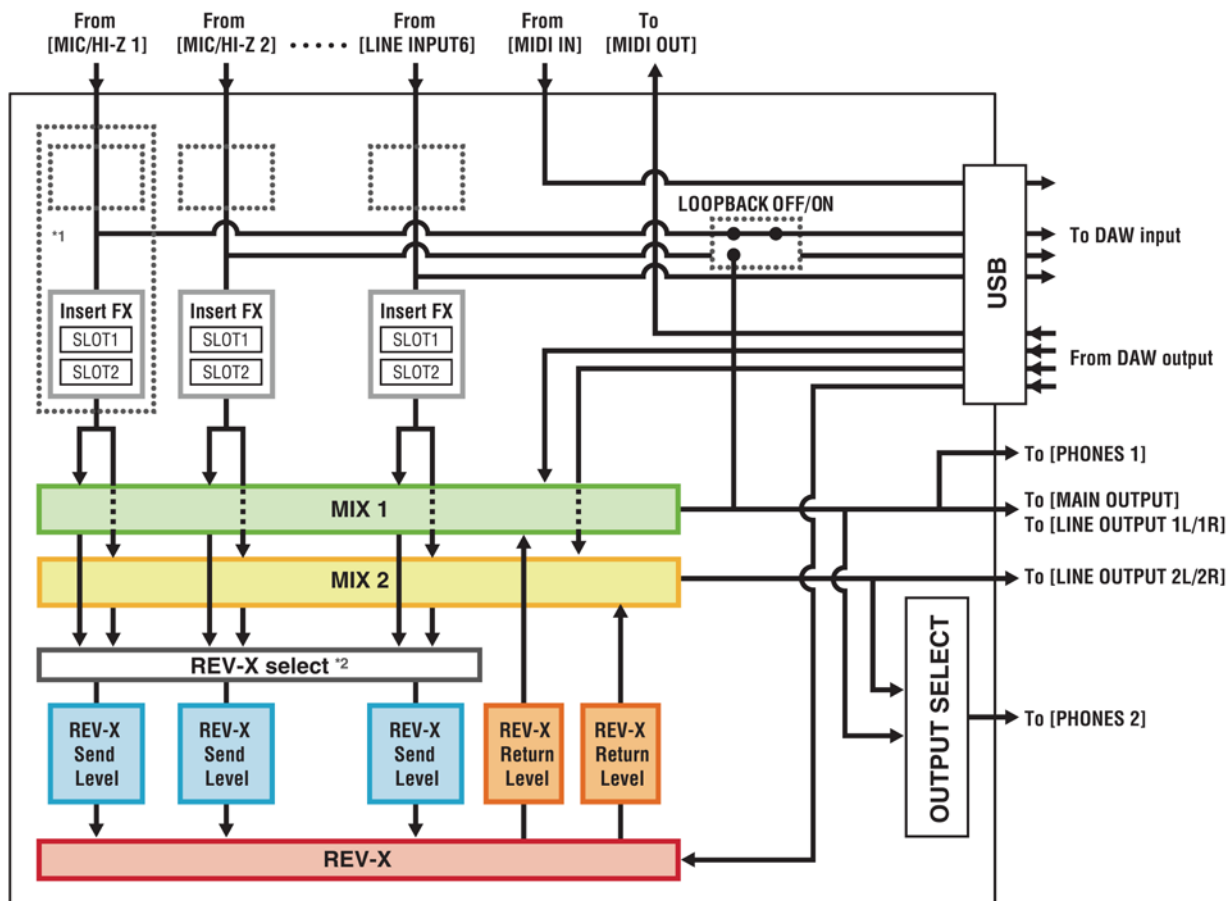 From
[MIC/HI-Z 1]
From
[MIC/HI-Z 2]
From
[LINE INPUT6]
From
[MIDI IN]
To
[MIDI OUT]
LOOPBACK OFF/ON
*1
To DAW input
USB
Insert FX
SLOT1
SLOT2
Insert FX
SLOT1
SLOT2
Insert FX
SLOT1
SLOT2
From DAW output
To [PHONES 1]
MIX 1
To [MAIN OUTPUT]
To [LINE OUTPUT 1L/1R]
MIX 2
To [LINE OUTPUT 2L/2R]
REV-X select *2
OUTPUT SELECT
To [PHONES 2]
REV-X
Send
Level
REV-X
Send
Level
REV-X
Send
Level
REV-X
Return
Level
REV-X
Return
Level
REV-X